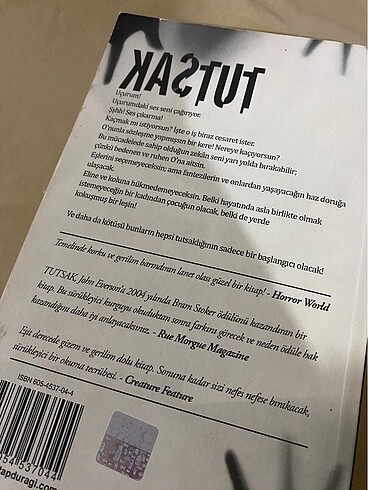 TUTSAK
Uçurum!
Uçurumdaki ses seni çağırıyor.
Şşhh! Ses çıkarma!
Kaçmak mı istiyorsun? İşte o iş biraz cesaret ister.
O'nunla sözleşme yapmışsın bir kere! Nereye kaçıyorsun?
Bu mücadelede sahip olduğun zekân seni yarı yolda bırakabilir;
çünkü bedenen ve ruhen O'na aitsin.
Eşlerini seçemeyeceksin; ama fantezilerin ve onlardan yaşayacağın haz doruğa
ulaşacak.
Eline ve koluna hükmedemeyeceksin. Belki hayatında asla birlikte olmak
istemeyeceğin bir kadından çocuğun olacak, belki de yerde
kokuşmuş bir leşin!
Ve daha da kötüsü bunların hepsi tutsaklığının sadece bir başlangıcı olacak!
Temelinde korku ve gerilim barındıran lanet olası güzel bir kitap! - Horror World
TUTSAK, John Everson'a 2004 yılında Bram Stoker ödülünü kazandıran bir
kitap. Bu sürükleyici kurguyu okuduktan sonra farkını görecek ve neden ödüle hak
kazandığını daha iyi anlayacaksınız. - Rue Morgue Magazine
Eşit derecede gizem ve gerilim dolu kitap. Sonuna kadar sizi nefes nefese bırakacak,
sürükleyici bir okuma tecrübesi. - Creature Feature
ISBN 605-4537-04-4
054 537044
apduragi.com